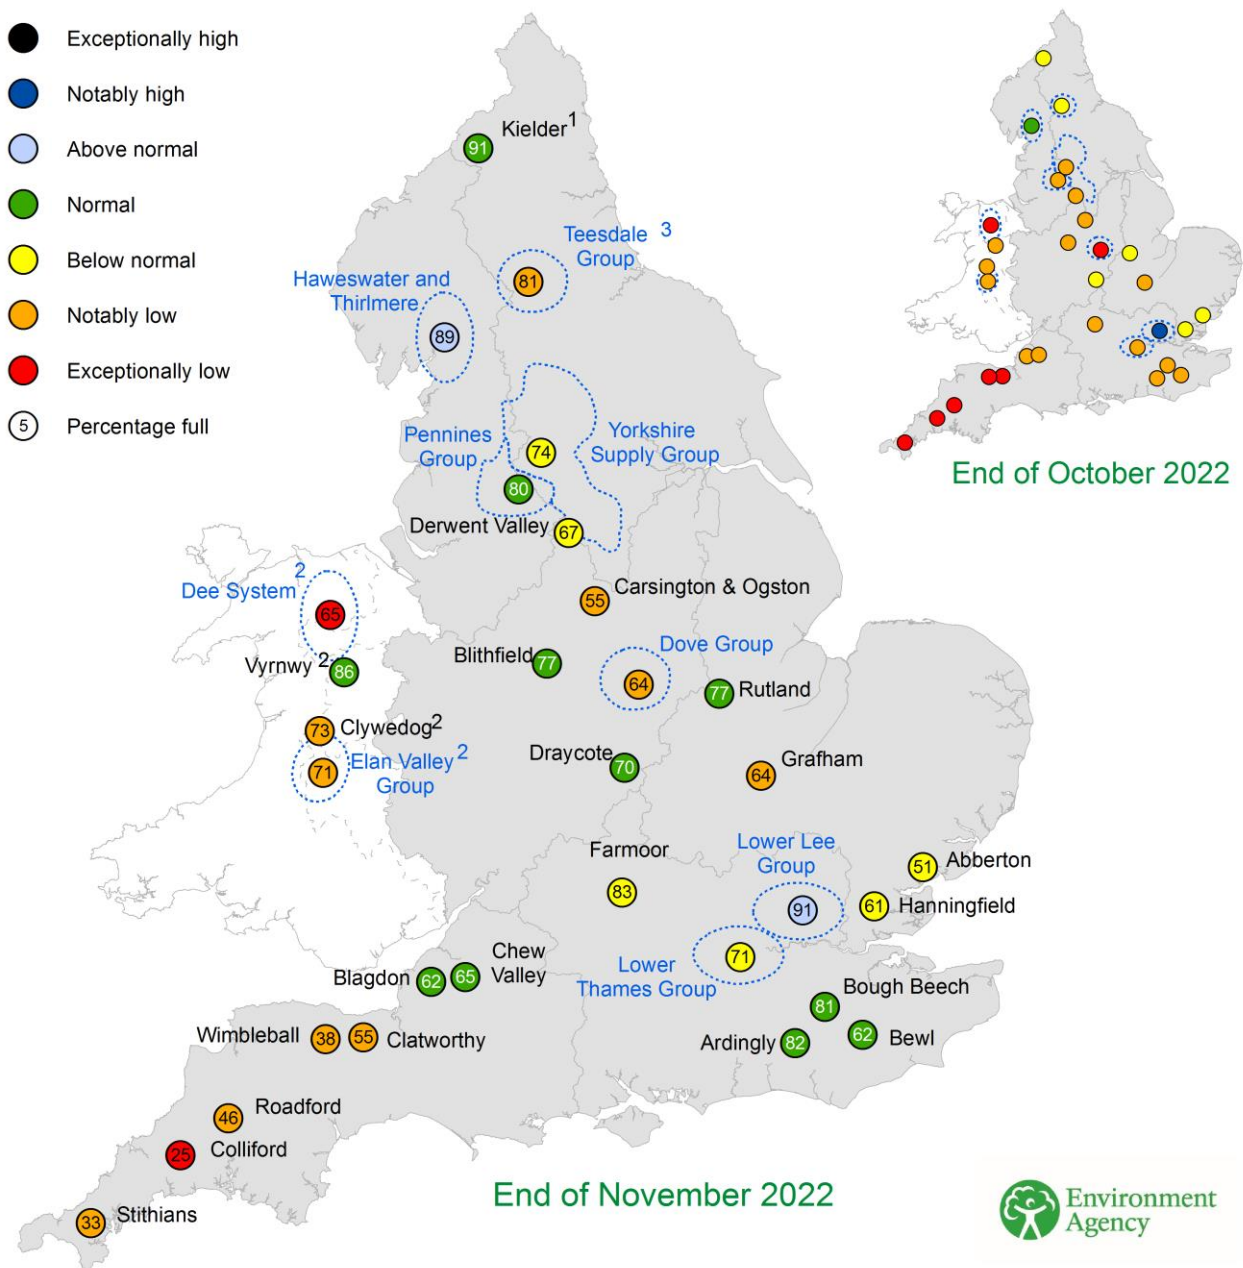 Exceptionally high
Notably high
Above normal
Normal
Below normal
Notably low
Exceptionally low
5 Percentage full
Kielder 1
91
Teesdale 3
Group
81
Haweswater and
Thirlmere
89
Pennines
Group
80
Yorkshire
Supply Group
74
Derwent Valley
67
Dee System 2
65
Carsington & Ogston
55
Vyrnwy 2
86
Blithfield
77
Dove Group
64
Rutland
77
Clywedog 2
73
Elan Valley 2
Group
71
Draycote
70
Grafham
64
Farmoor
83
Lower Lee
Group
91
Abberton
51
Hanningfield
61
Lower
Thames Group
71
Blagdon
62
Chew
Valley
65
Bough Beech
81
Bewl
62
Ardingly
82
Wimbleball
38
Clatworthy
55
Roadford
46
Colliford
25
Stithians
33
End of October 2022
End of November 2022
Environment
Agency